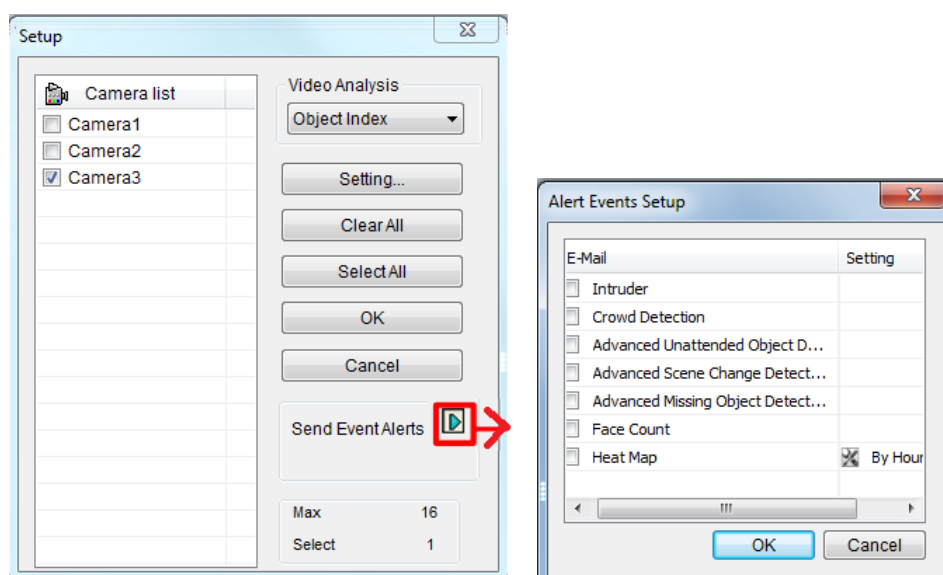 Setup
Camera list
Camera1
Camera2
Camera3
Video Analysis
Object Index
Setting...
Clear All
Select All
OK
Cancel
Send Event Alerts
Max 16
Select 1
Alert Events Setup
E-Mail Setting
Intruder
Crowd Detection
Advanced Unattended Object D...
Advanced Scene Change Detect...
Advanced Missing Object Detect...
Face Count
Heat Map By Hour
OK Cancel